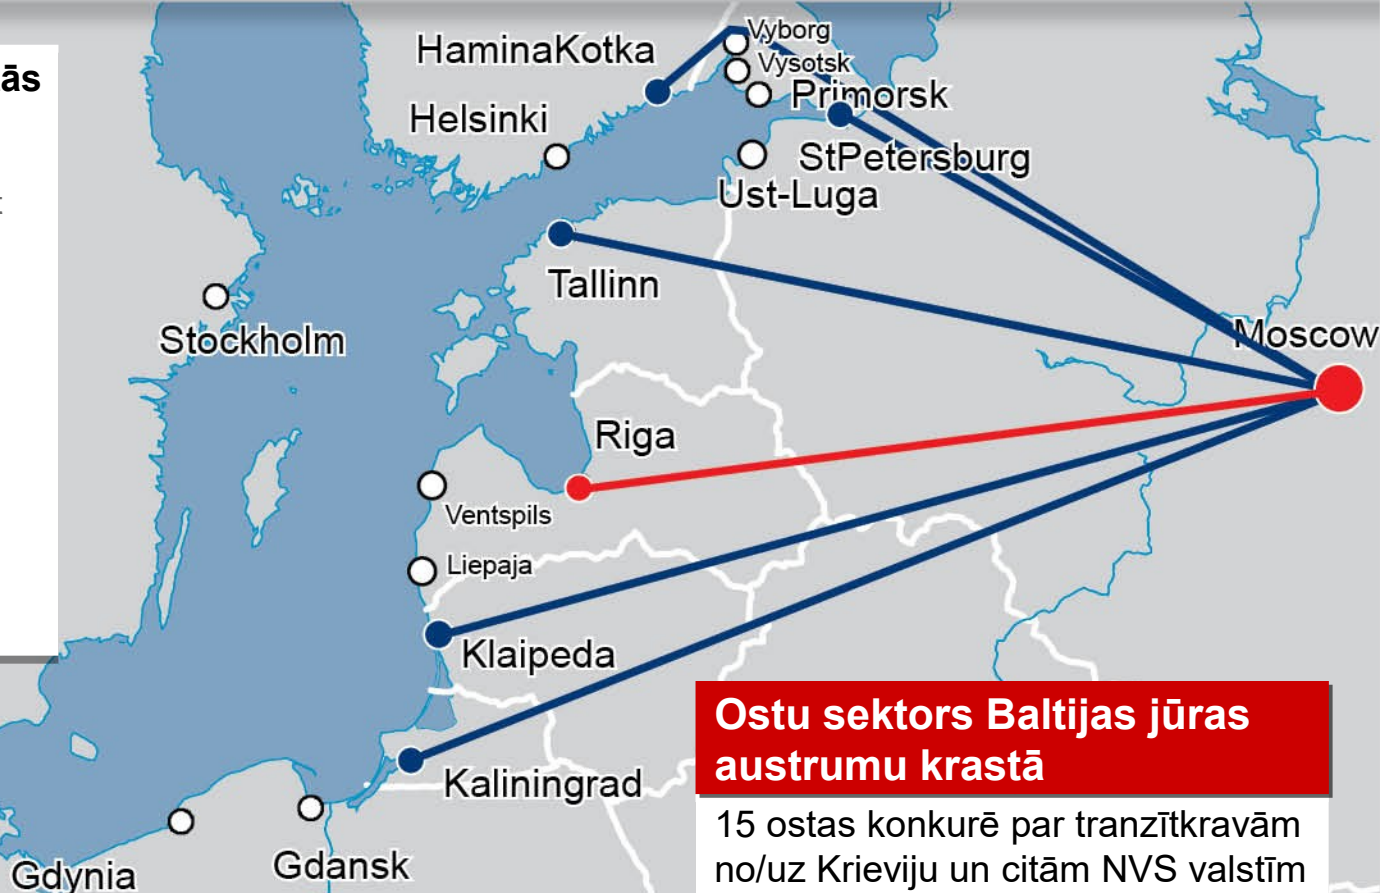 ās
HaminaKotka
Vyborg
Vysotsk
Primorsk
Helsinki
StPetersburg
Ust-Luga
Tallinn
Stockholm
Moscow
Riga
Ventspils
Liepaja
Klaipeda
Kaliningrad
Gdynia
Gdansk
Ostu sektors Baltijas jūras
austrumu krastā
15 ostas konkurē par tranzītkravām
no/uz Krieviju un citām NVS valstīm